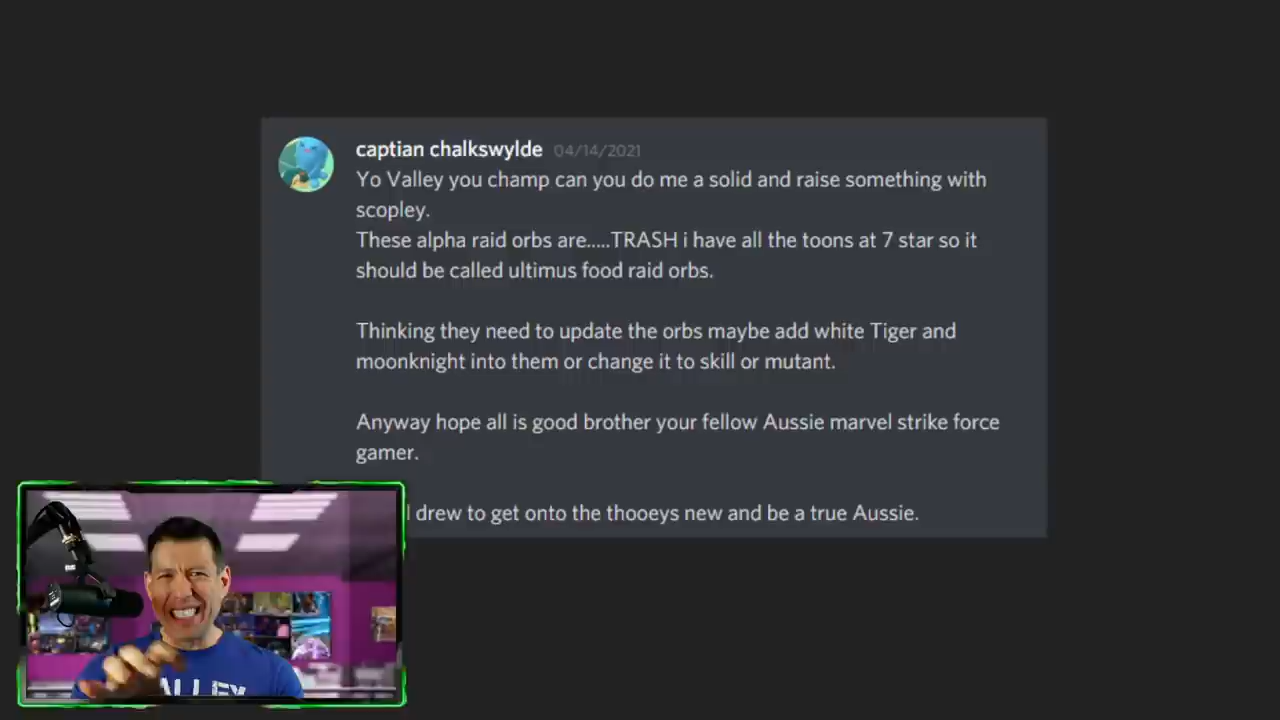 captian chalkswylde 04/14/2021
Yo Valley you champ can you do me a solid and raise something with
scopley.
These alpha raid orbs are.....TRASH i have all the toons at 7 star so it
should be called ultimus food raid orbs.
Thinking they need to update the orbs maybe add white Tiger and
moonknight into them or change it to skill or mutant.
Anyway hope all is good brother your fellow Aussie marvel strike force
gamer.
drew to get onto the thooeys new and be a true Aussie.